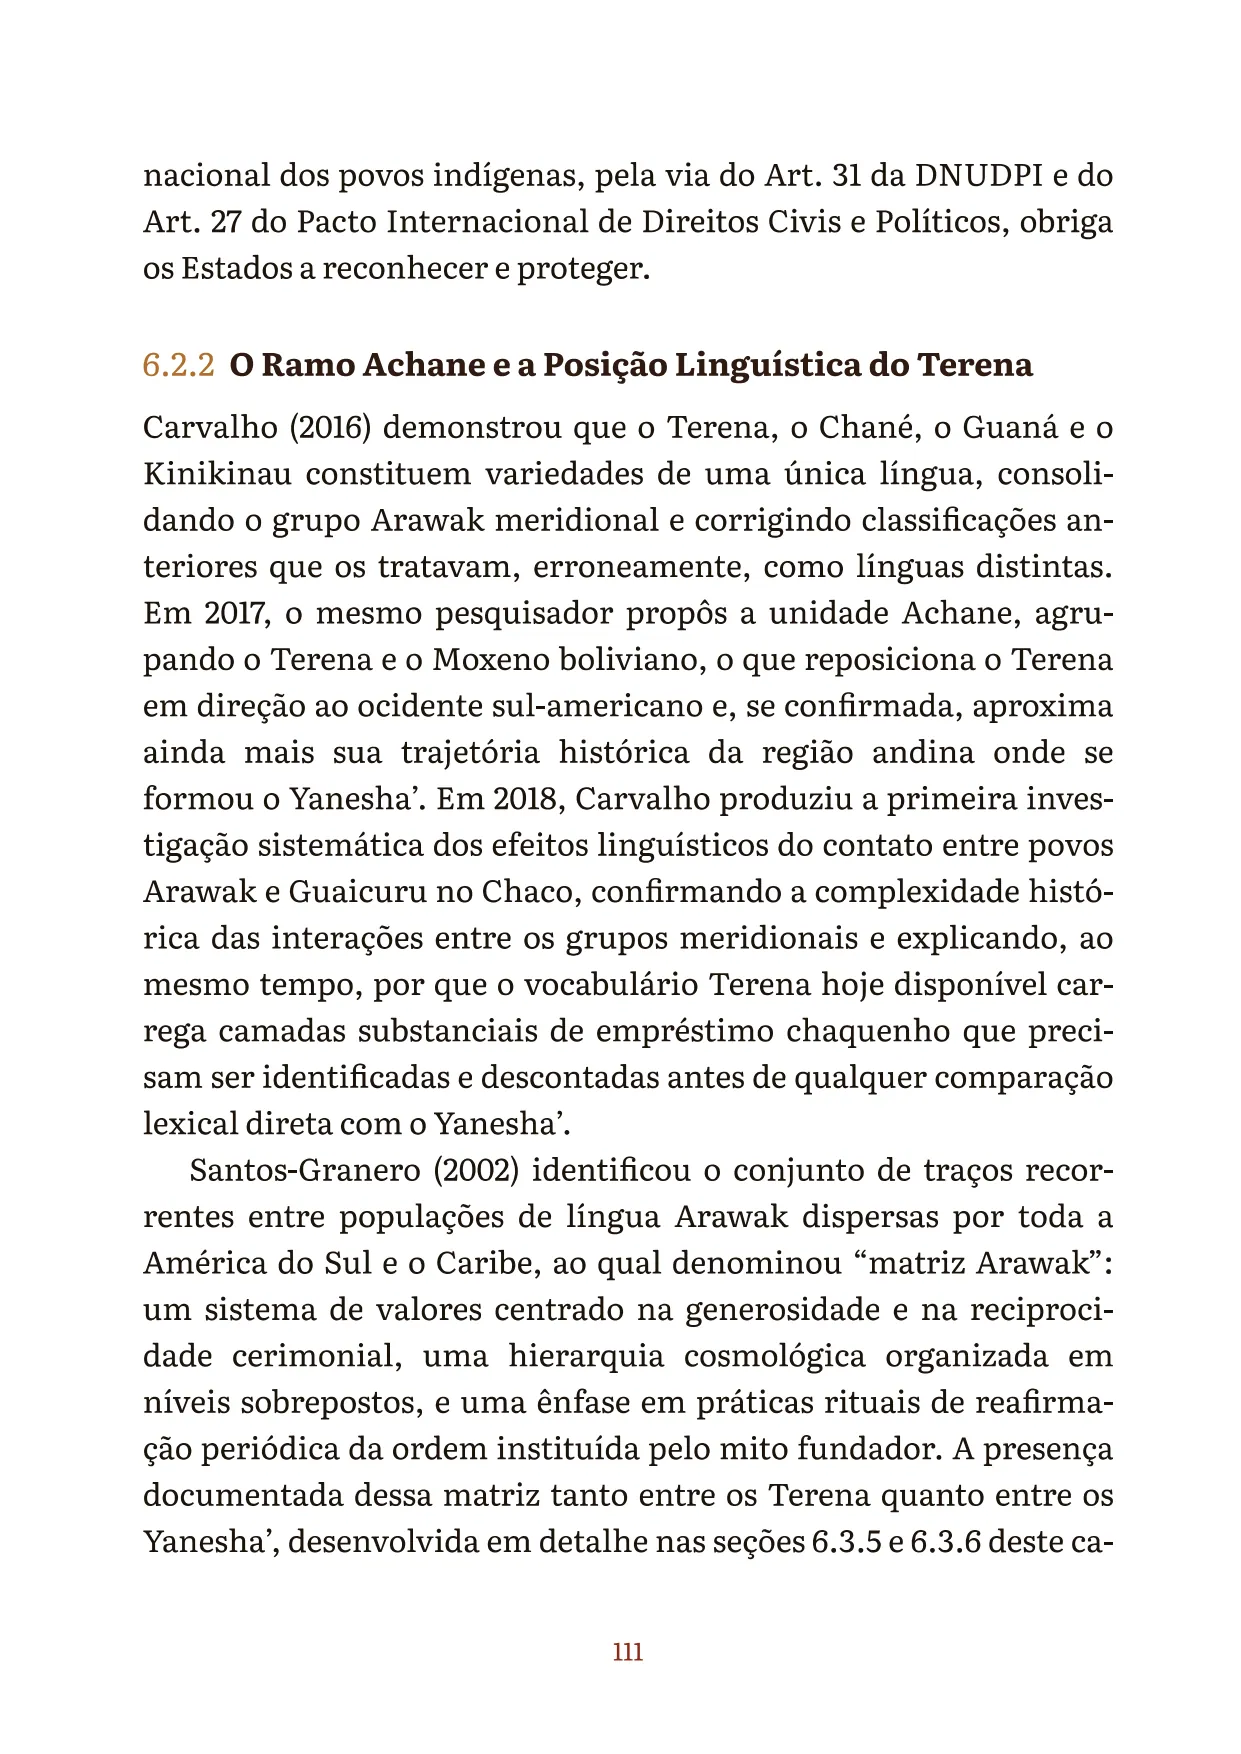 nacional dos povos indígenas, pela via do Art. 31 da DNUDPI e do
Art. 27 do Pacto Internacional de Direitos Civis e Políticos, obriga
os Estados a reconhecer e proteger.
6.2.2 O Ramo Achane e a Posição Linguística do Terena
Carvalho (2016) demonstrou que o Terena, o Chané, o Guaná e o
Kinikinau constituem variedades de uma única língua, consoli-
dando o grupo Arawak meridional e corrigindo classificações an-
teriores que os tratavam, erroneamente, como línguas distintas.
Em 2017, o mesmo pesquisador propôs a unidade Achane, agru-
pando o Terena e o Moxeno boliviano, o que reposiciona o Terena
em direção ao ocidente sul-americano e, se confirmada, aproxima
ainda mais sua trajetória histórica da região andina onde se
formou o Yanesha’. Em 2018, Carvalho produziu a primeira inves-
tigação sistemática dos efeitos linguísticos do contato entre povos
Arawak e Guaicuru no Chaco, confirmando a complexidade histó-
rica das interações entre os grupos meridionais e explicando, ao
mesmo tempo, por que o vocabulário Terena hoje disponível car-
rega camadas substanciais de empréstimo chaquenho que preci-
sam ser identificadas e descontadas antes de qualquer comparação
lexical direta com o Yanesha’.
Santos-Granero (2002) identificou o conjunto de traços recor-
rentes entre populações de língua Arawak dispersas por toda a
América do Sul e o Caribe, ao qual denominou “matriz Arawak”:
um sistema de valores centrado na generosidade e na reciproci-
dade cerimonial, uma hierarquia cosmológica organizada em
níveis sobrepostos, e uma ênfase em práticas rituais de reafirma-
ção periódica da ordem instituída pelo mito fundador. A presença
documentada dessa matriz tanto entre os Terena quanto entre os
Yanesha’, desenvolvida em detalhe nas seções 6.3.5 e 6.3.6 deste ca-
111